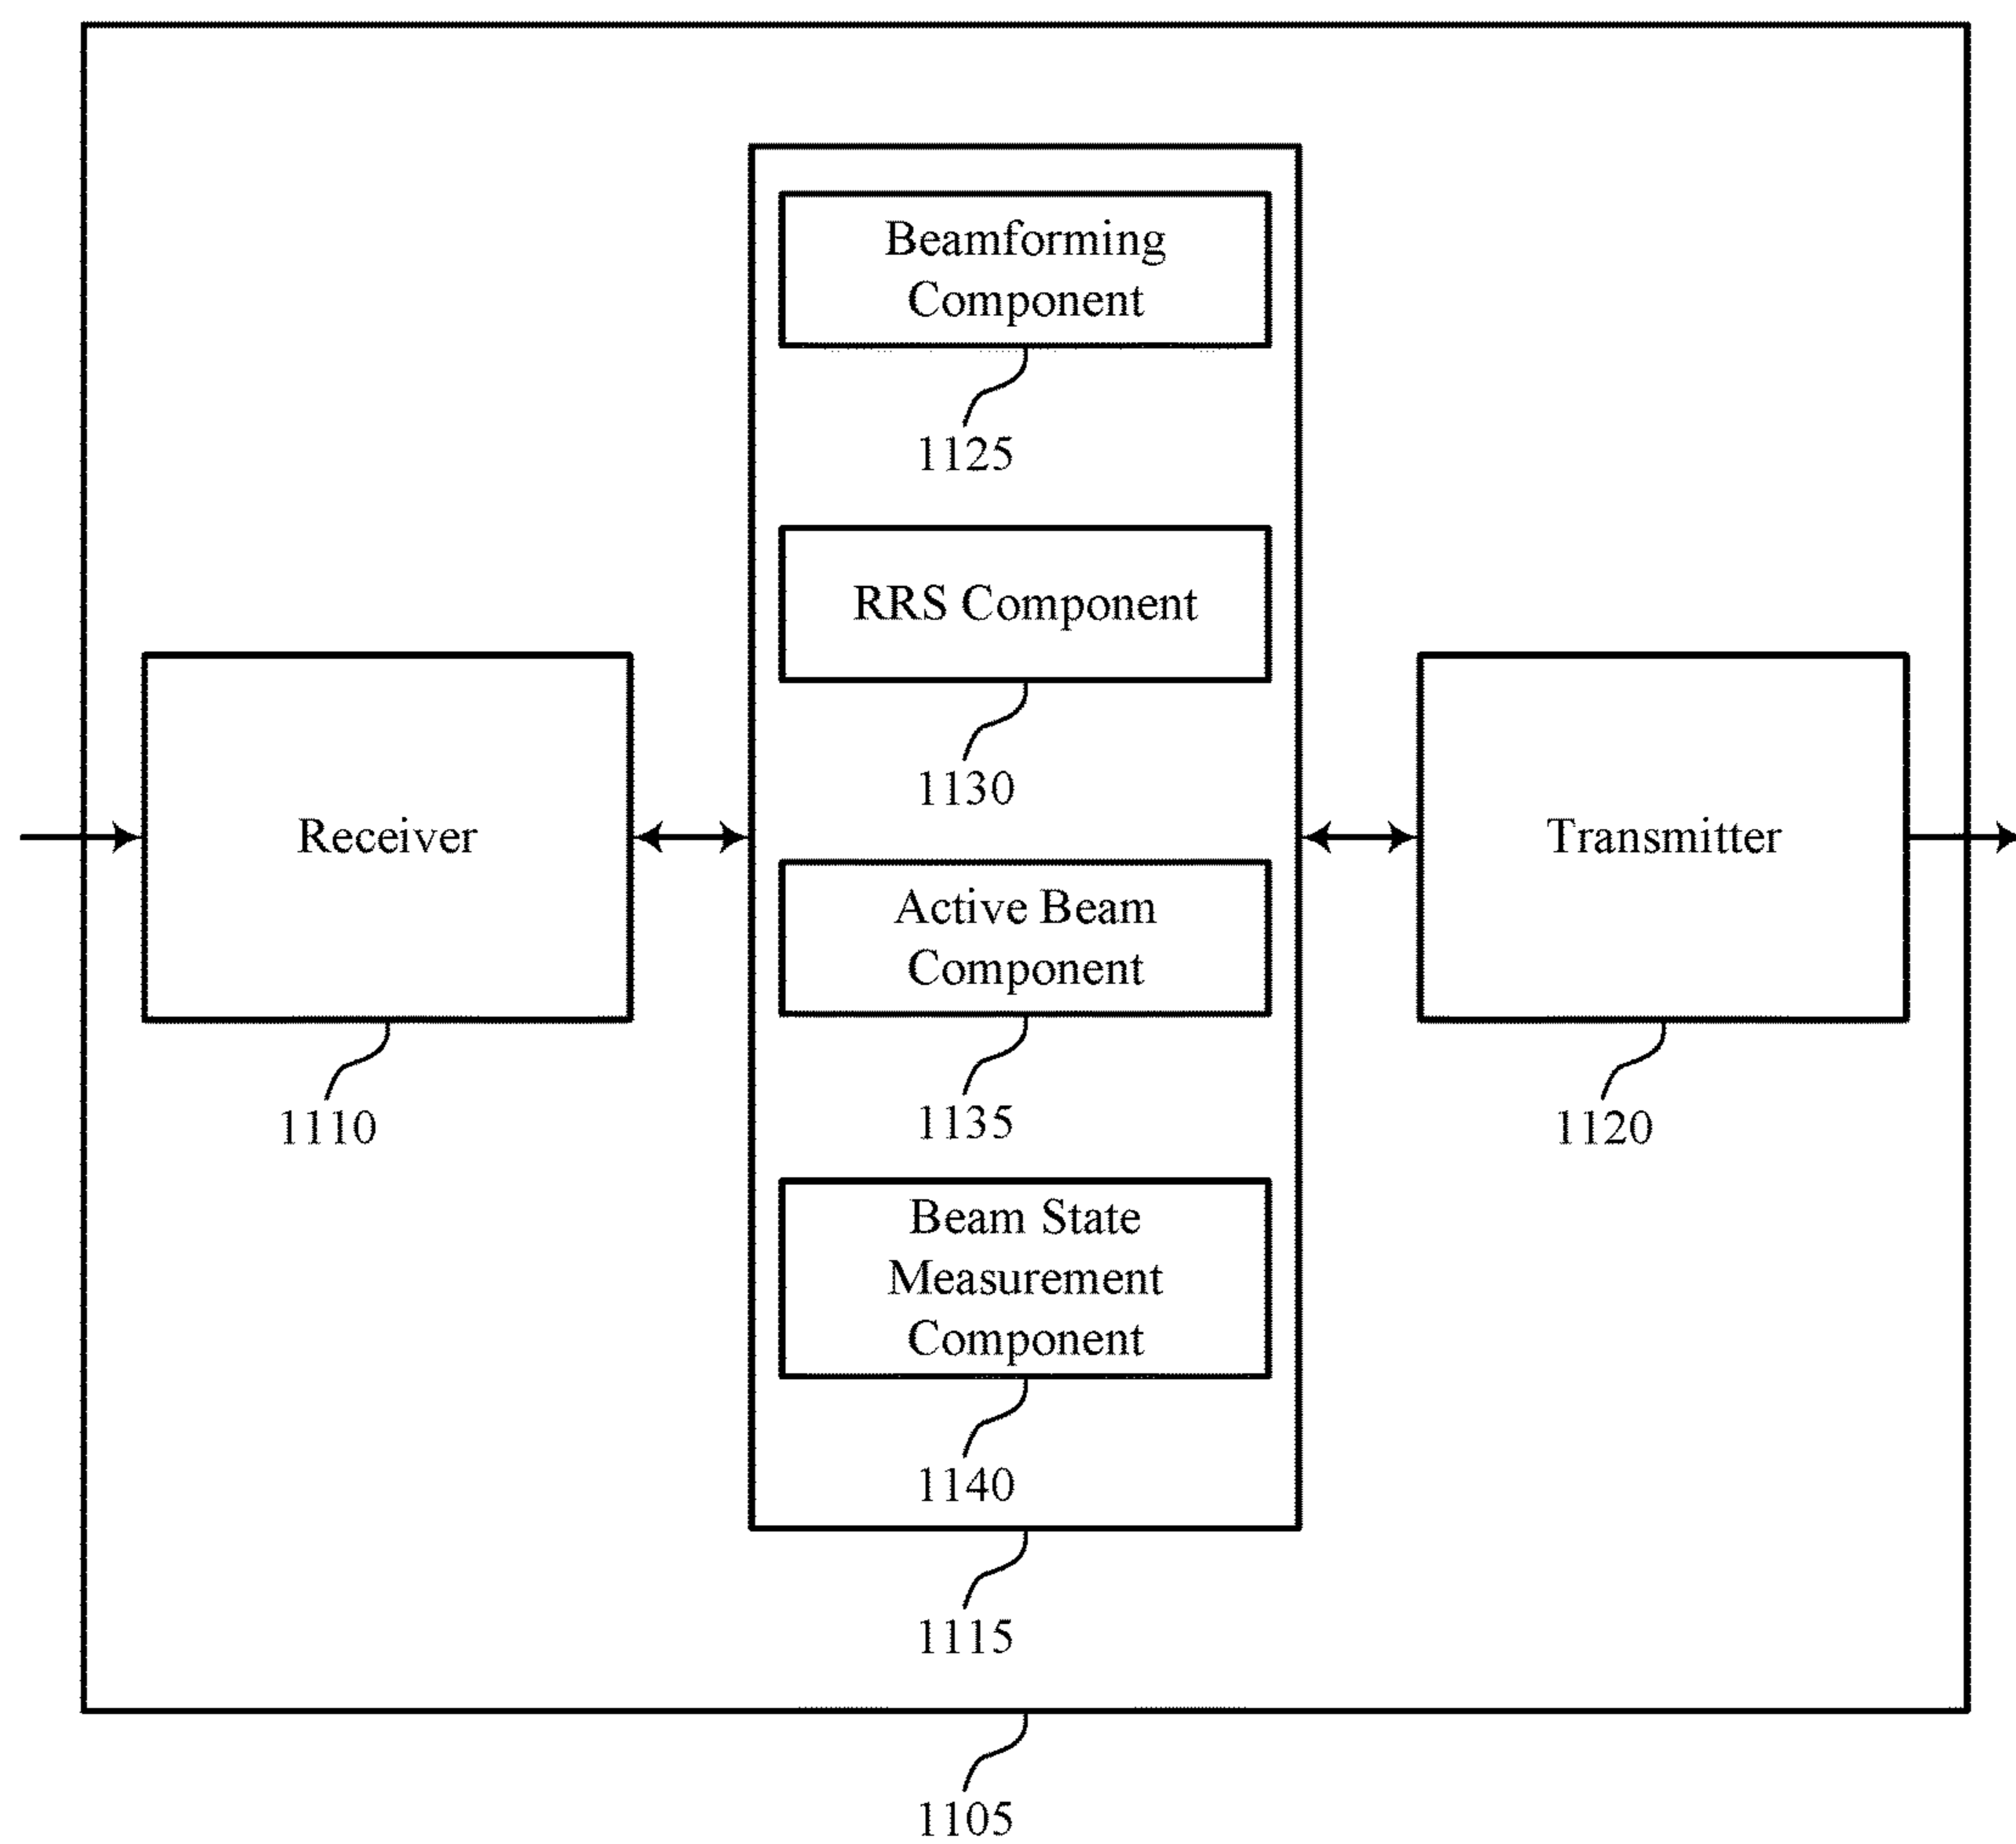 Beamforming
Component
1125
RRS Component
1130
Receiver
1110
Active Beam
Component
1135
Transmitter
1120
Beam State
Measurement
Component
1140
1115
1105